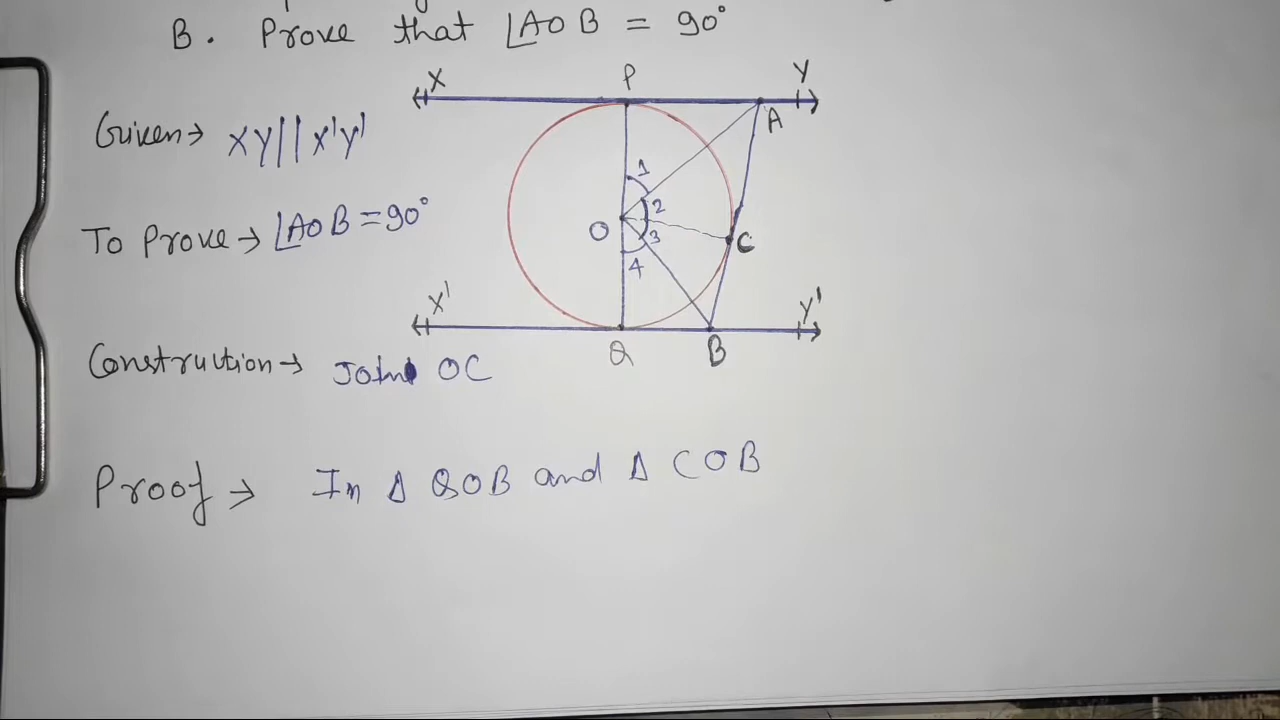 B. Prove that ∠AOB = 90°
X P Y
A
Given→ XY||X'Y'
1
2
To Prove→ ∠AOB=90°
O 3 C
4
X' Y'
Q B
Construction→ Join OC
Proof→ In Δ QOB and Δ COB